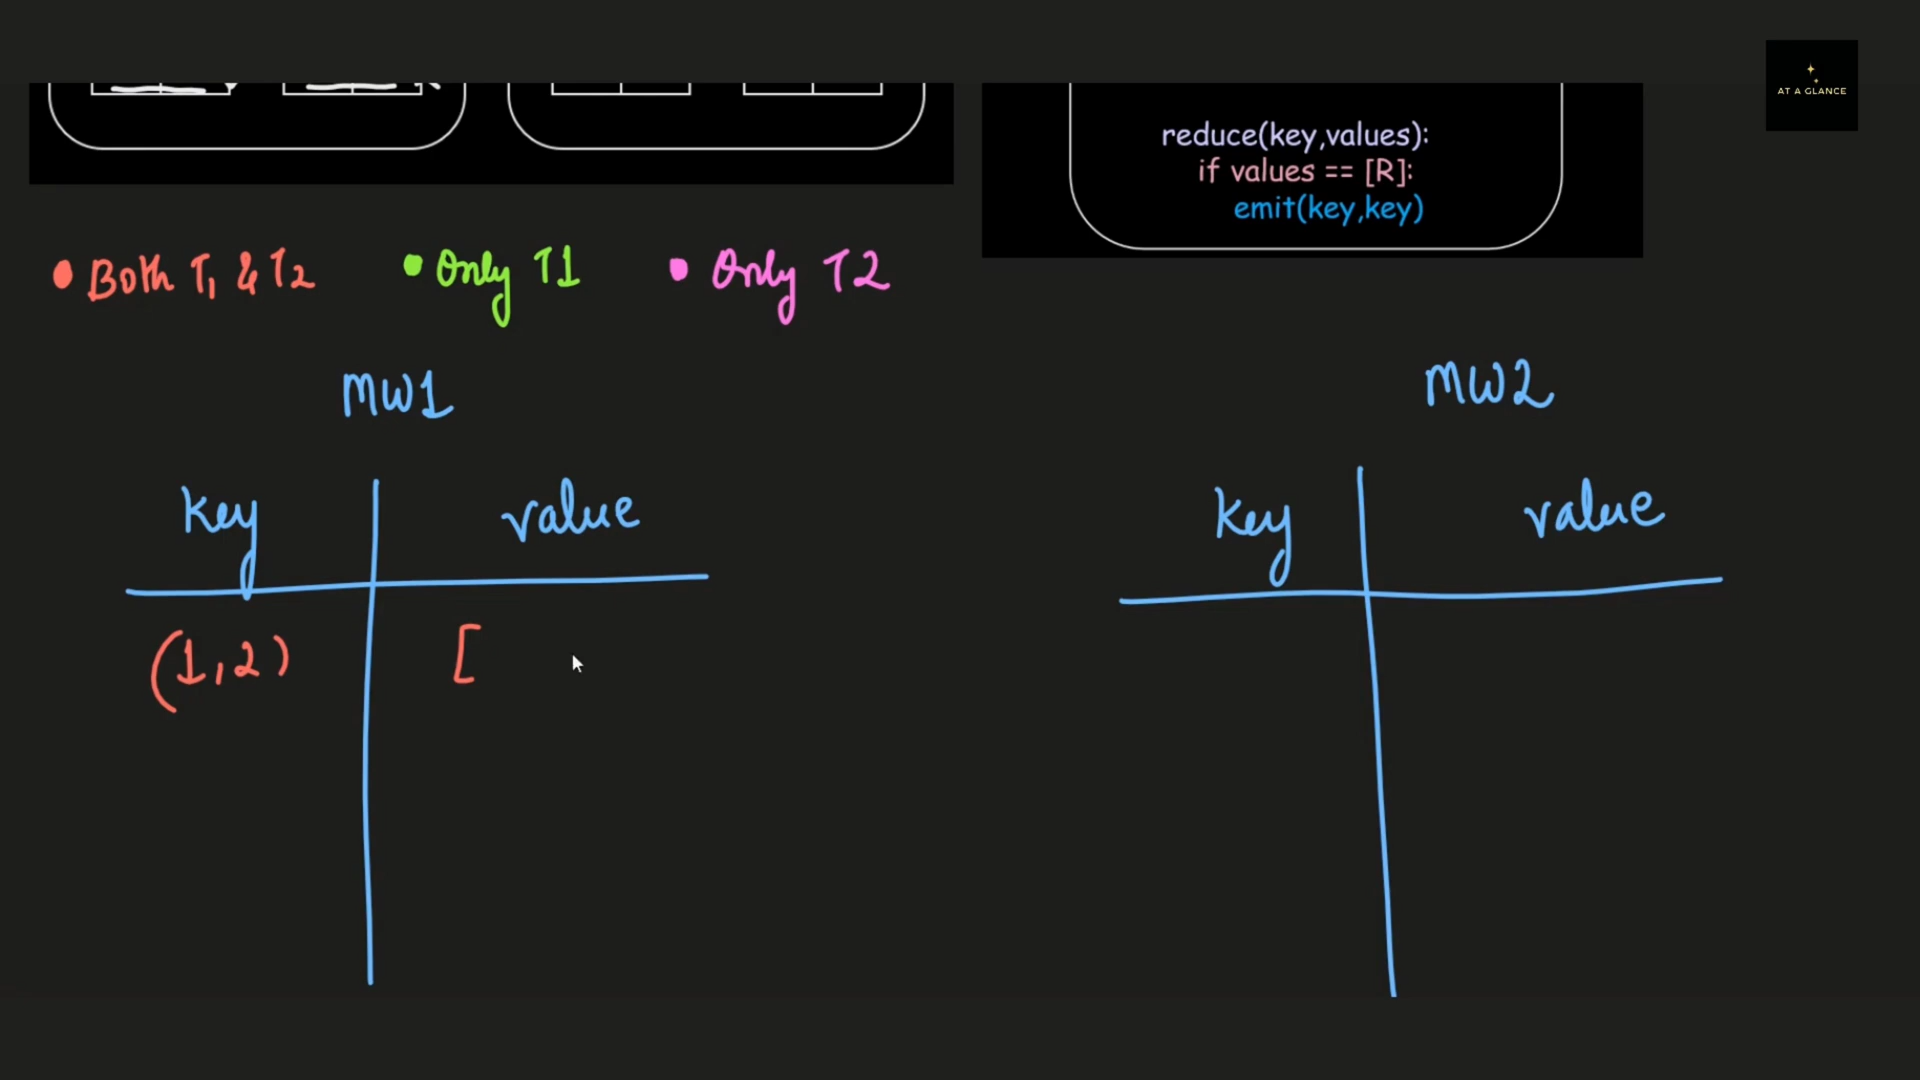 AT A GLANCE
reduce(key,values):
if values == [R]:
emit(key,key)
• Both T1 & T2 • Only T1 • Only T2
MW1
MW2
key value
key value
(1,2) [